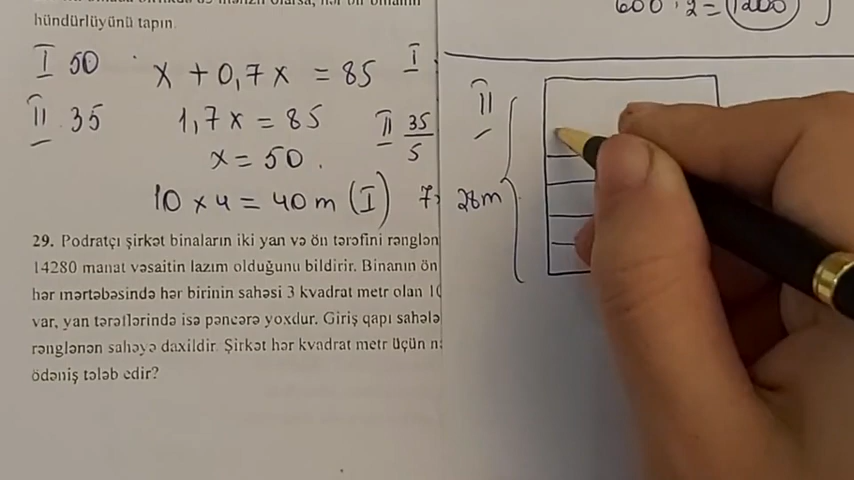 hündürlüyünü tapın.
I 50
x + 0,7x = 85
II 35
1,7x = 85
x = 50.
10 × 4 = 40 m (I)
I
II 35/5
7
600 : 2 = 1200
II
28m
29. Podratçı şirkət binaların iki yan və ön tərəfini rənglən
14280 manat vəsaitin lazım olduğunu bildirir. Binanın ön
hər mərtəbəsində hər birinin sahəsi 3 kvadrat metr olan 10
var, yan tərəflərində isə pəncərə yoxdur. Giriş qapı sahələ
rənglənən sahəyə daxildir. Şirkət hər kvadrat metr üçün n
ödəniş tələb edir?